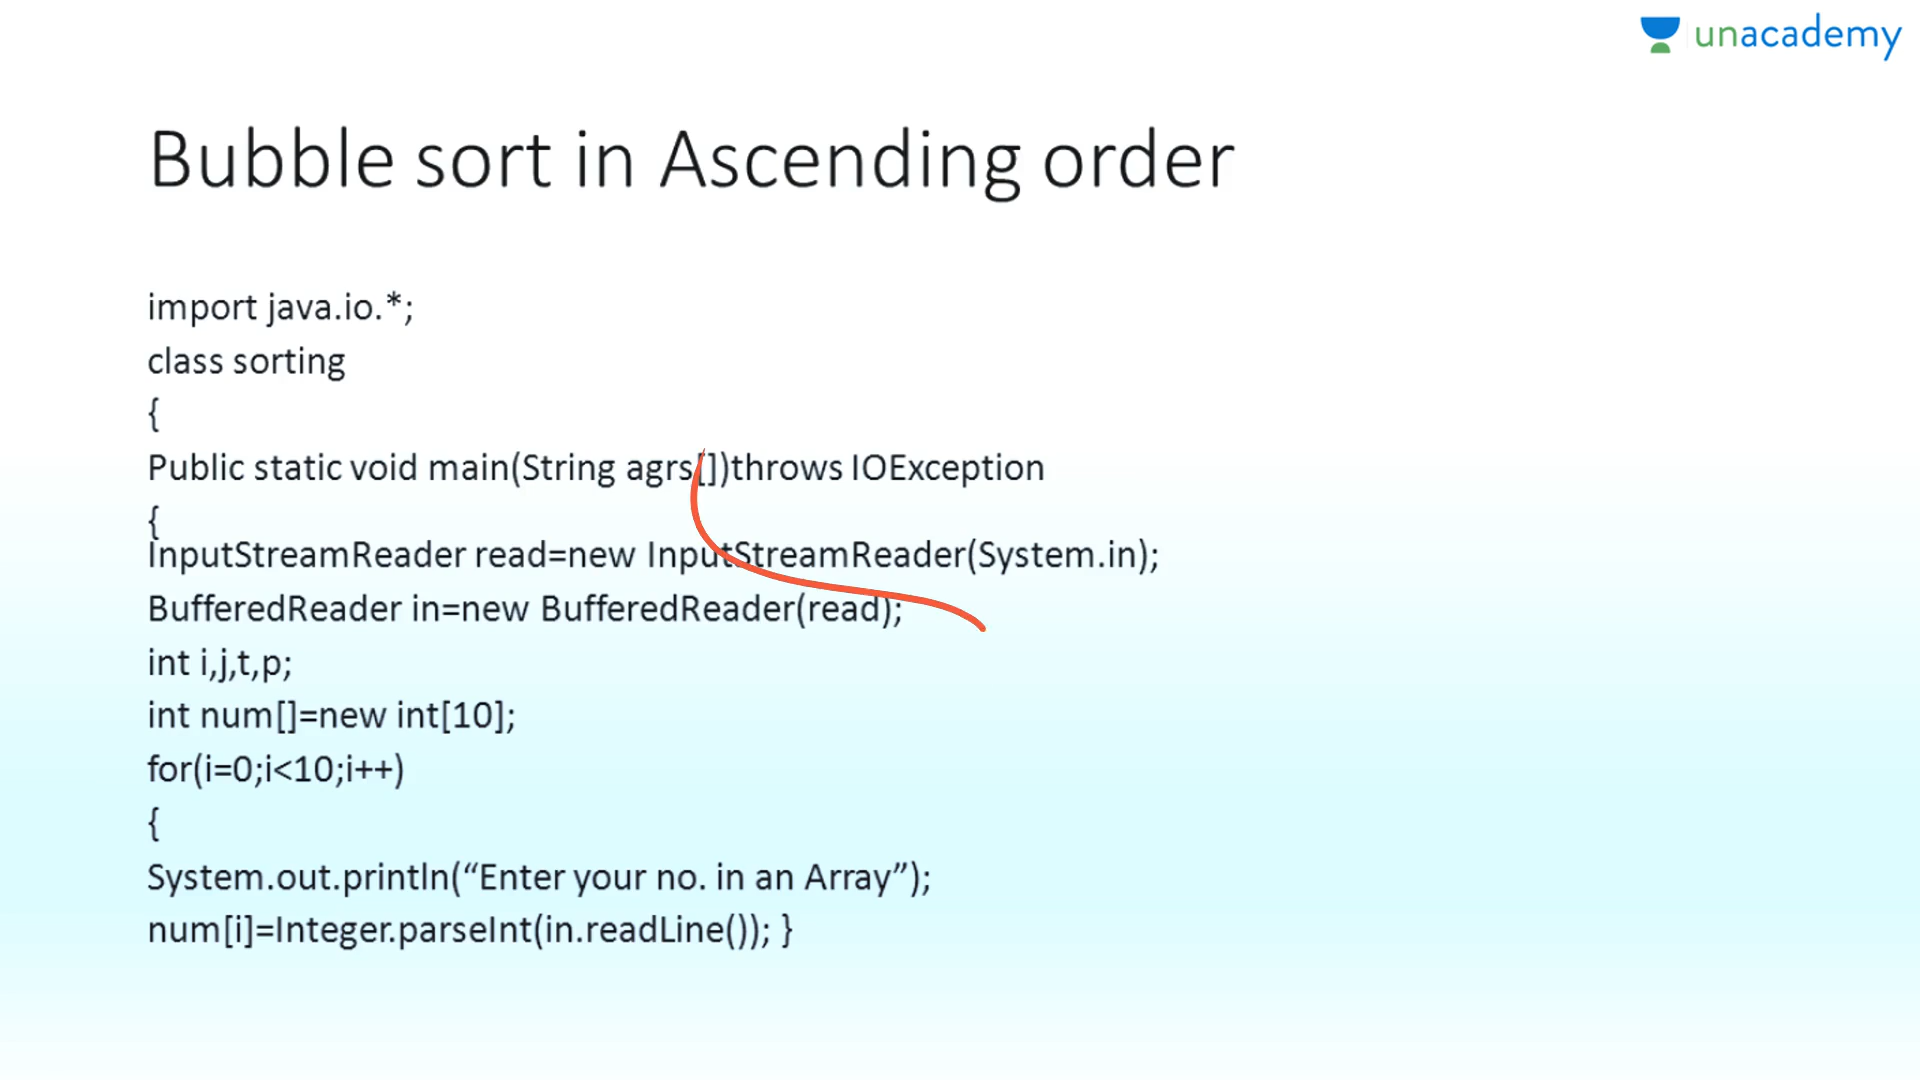 unacademy
Bubble sort in Ascending order
import java.io.*;
class sorting
{
Public static void main(String agrs[])throws IOException
{
InputStreamReader read=new InputStreamReader(System.in);
BufferedReader in=new BufferedReader(read);
int i,j,t,p;
int num[]=new int[10];
for(i=0;i<10;i++)
{
System.out.println(“Enter your no. in an Array”);
num[i]=Integer.parseInt(in.readLine()); }